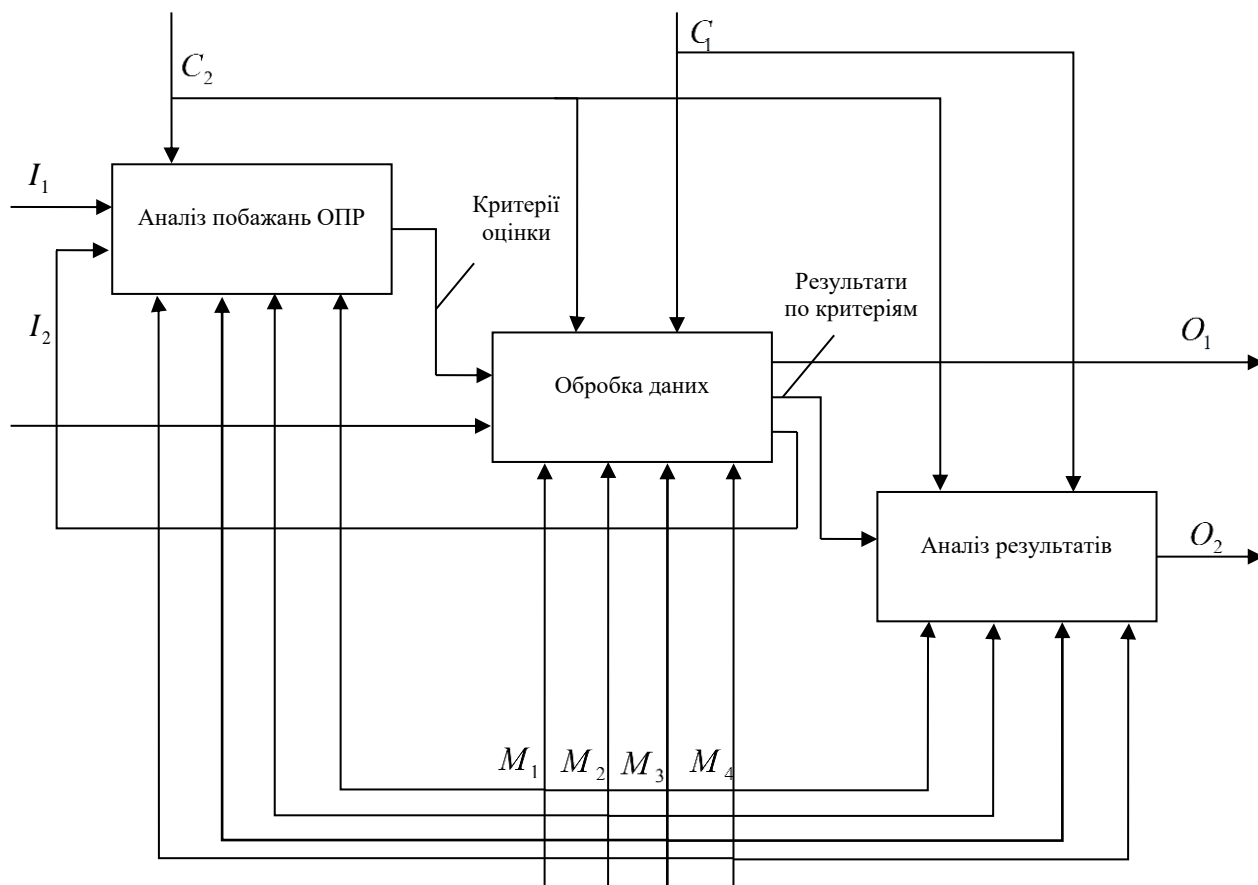 C₁
C₂
I₁
Аналіз побажань ОПР
Критерії
оцінки
Результати
по критеріям
I₂
O₁
Обробка даних
Аналіз результатів
O₂
M₁ M₂ M₃ M₄